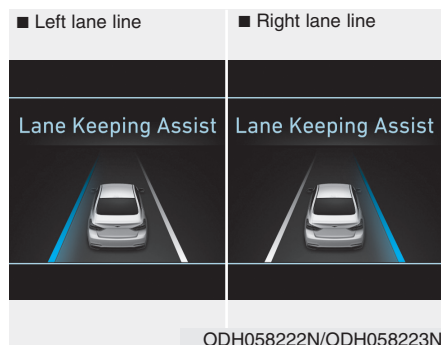 ■ Left lane line
■ Right lane line
Lane Keeping Assist
Lane Keeping Assist
ODH058222N/ODH058223N